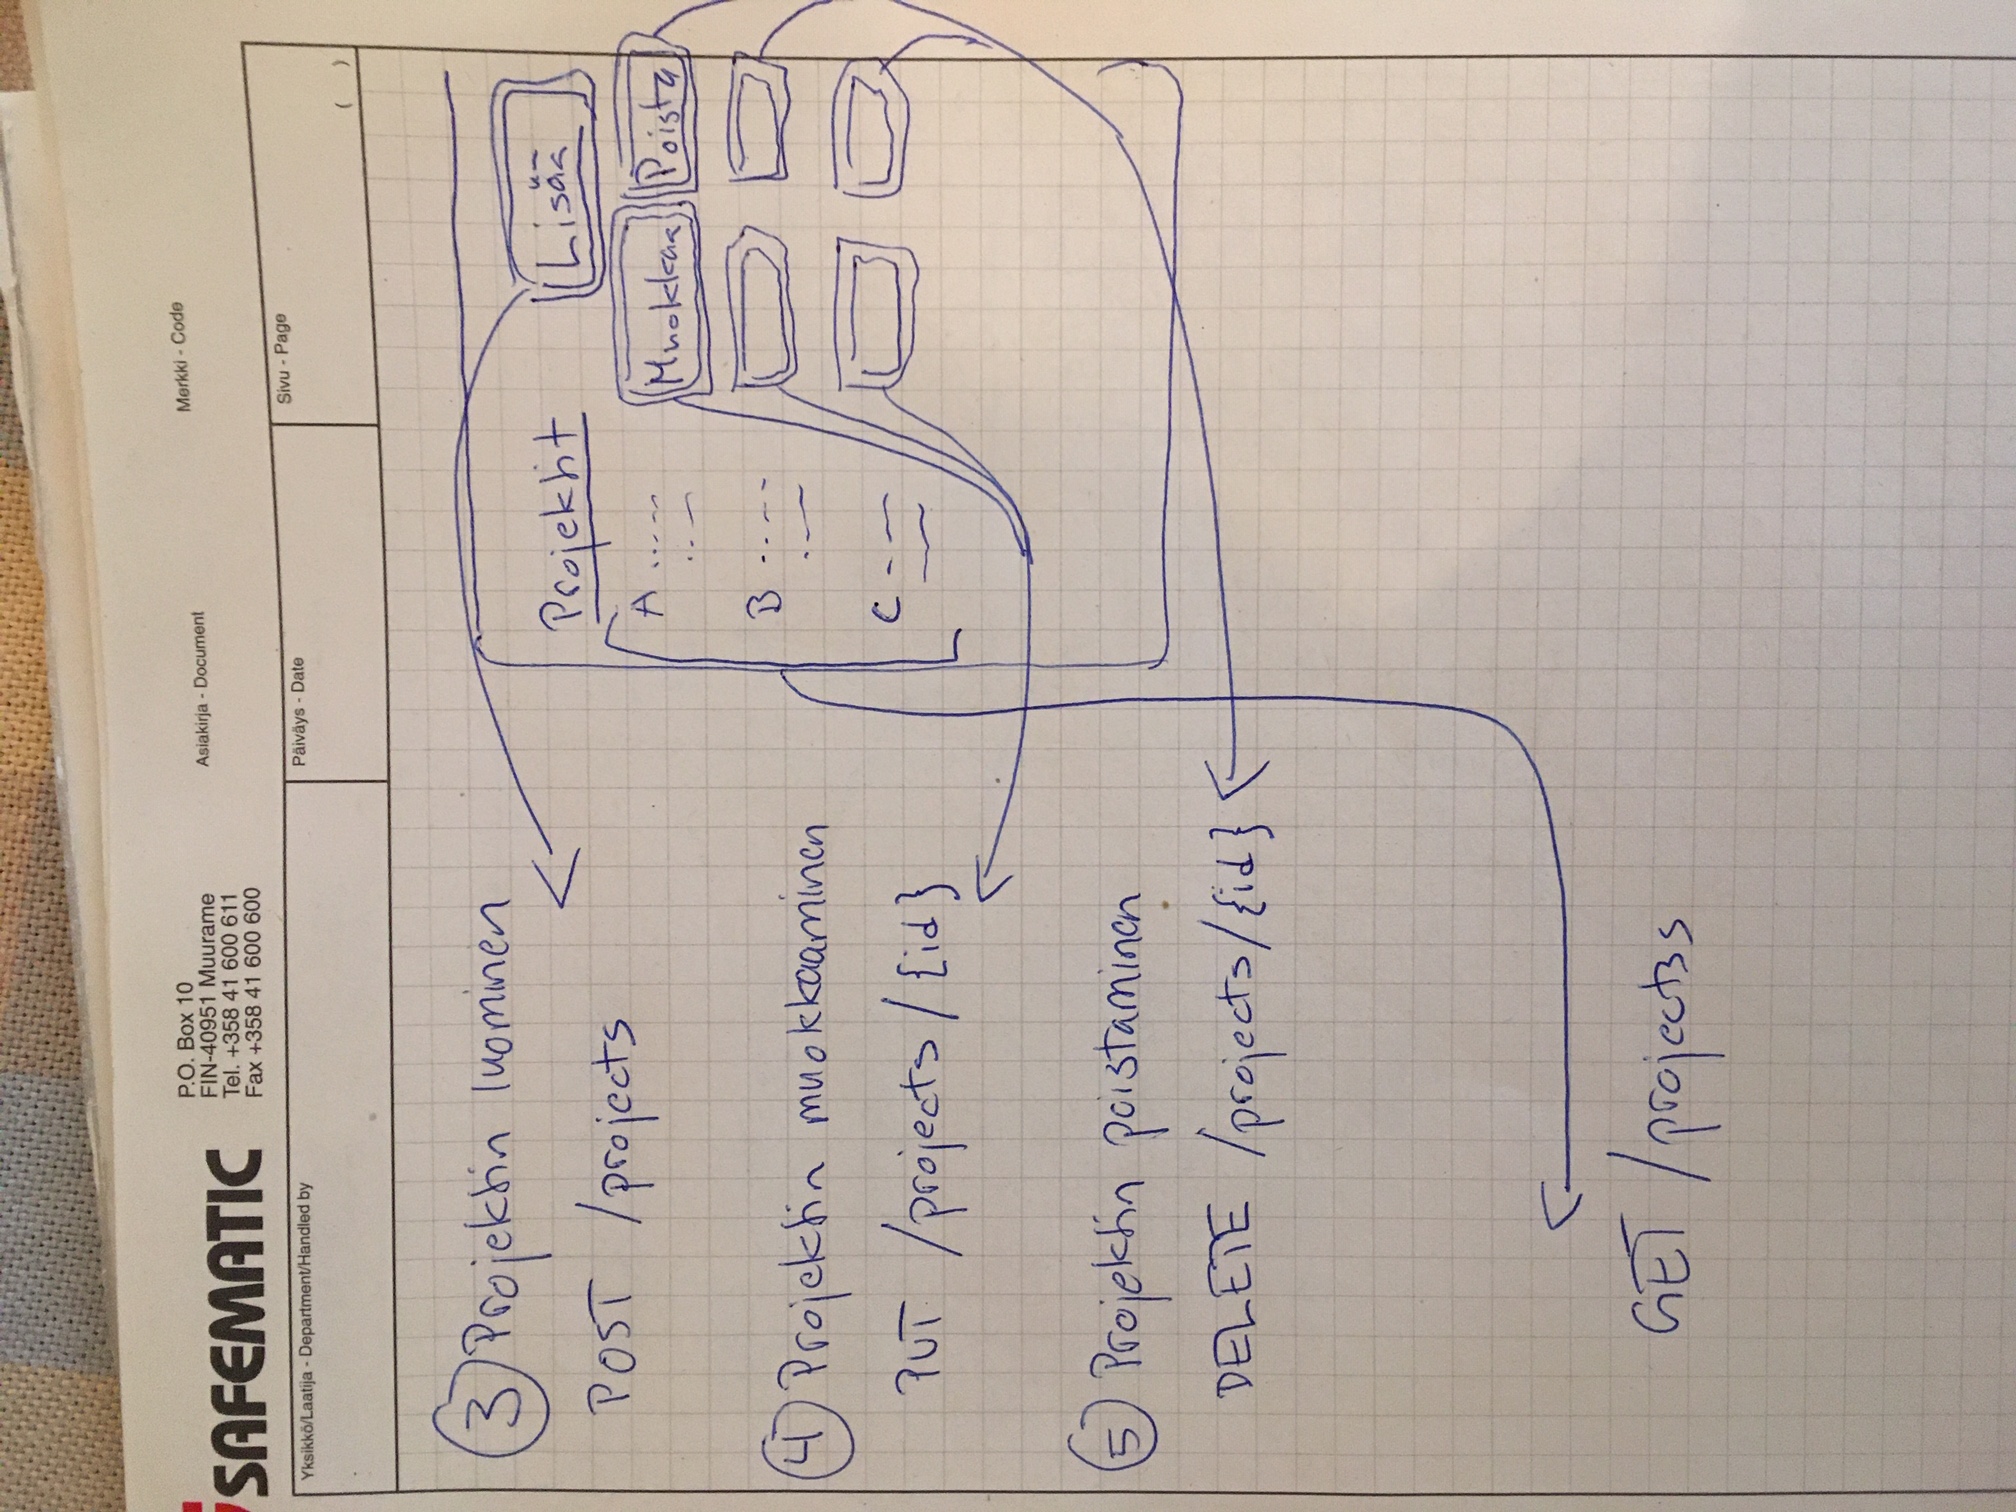 SAFEMATIC
P.O. Box 10
FIN-40951 Muurame
Tel. +358 41 600 611
Fax +358 41 600 600
Asiakirja - Document
Merkki - Code
Yksikkö/Laatija - Department/Handled by
Päiväys - Date
Sivu - Page
( )
3 Projektin luominen
POST /projects
Projektit
Lisää
A
Muokkaa
Poista
B
C
4 Projektin muokkaaminen
PUT /projects/{id}
5 Projektin poistaminen
DELETE /projects/{id}
GET /projectss